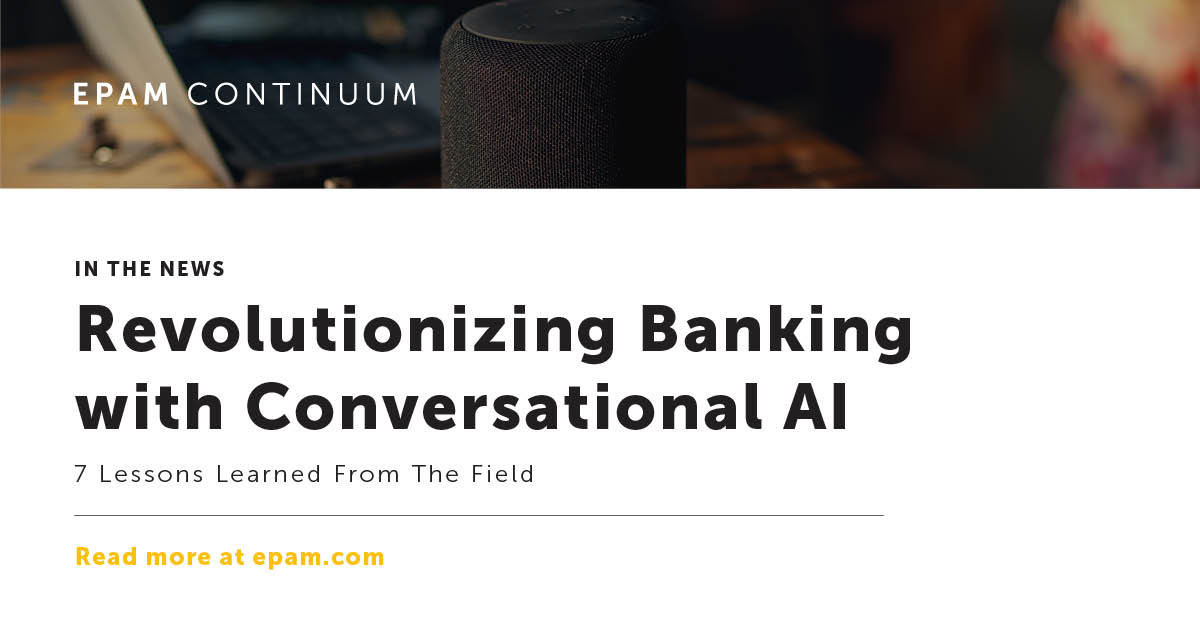 EPAM CONTINUUM
IN THE NEWS
Revolutionizing Banking
with Conversational AI
7 Lessons Learned From The Field
Read more at epam.com